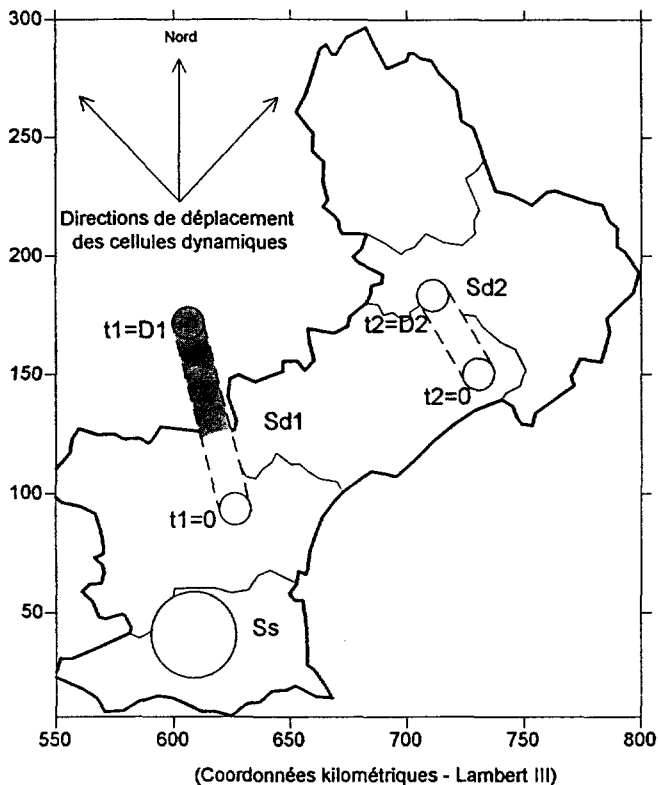 300
250
200
150
100
50
Nord
Directions de déplacement
des cellules dynamiques
t1=D1
Sd2
t2=D2
t2=0
Sd1
t1=0
Ss
550
600
650
700
750
800
(Coordonnées kilométriques - Lambert III)